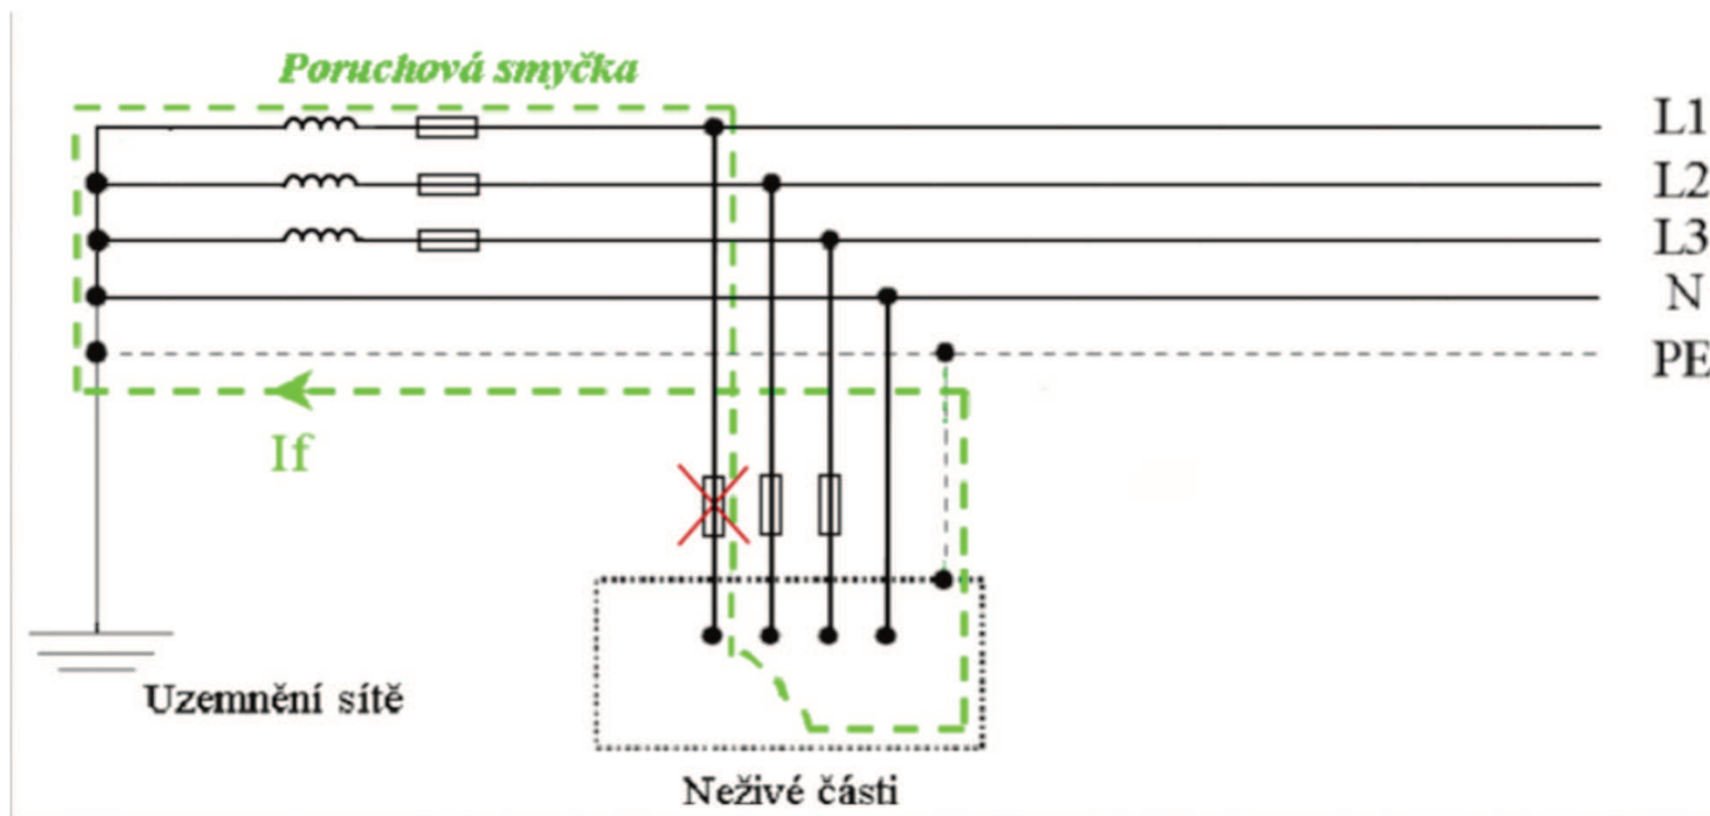 Poruchová smyčka
L1
L2
L3
N
PE
If
Uzemnění sítě
Neživé části